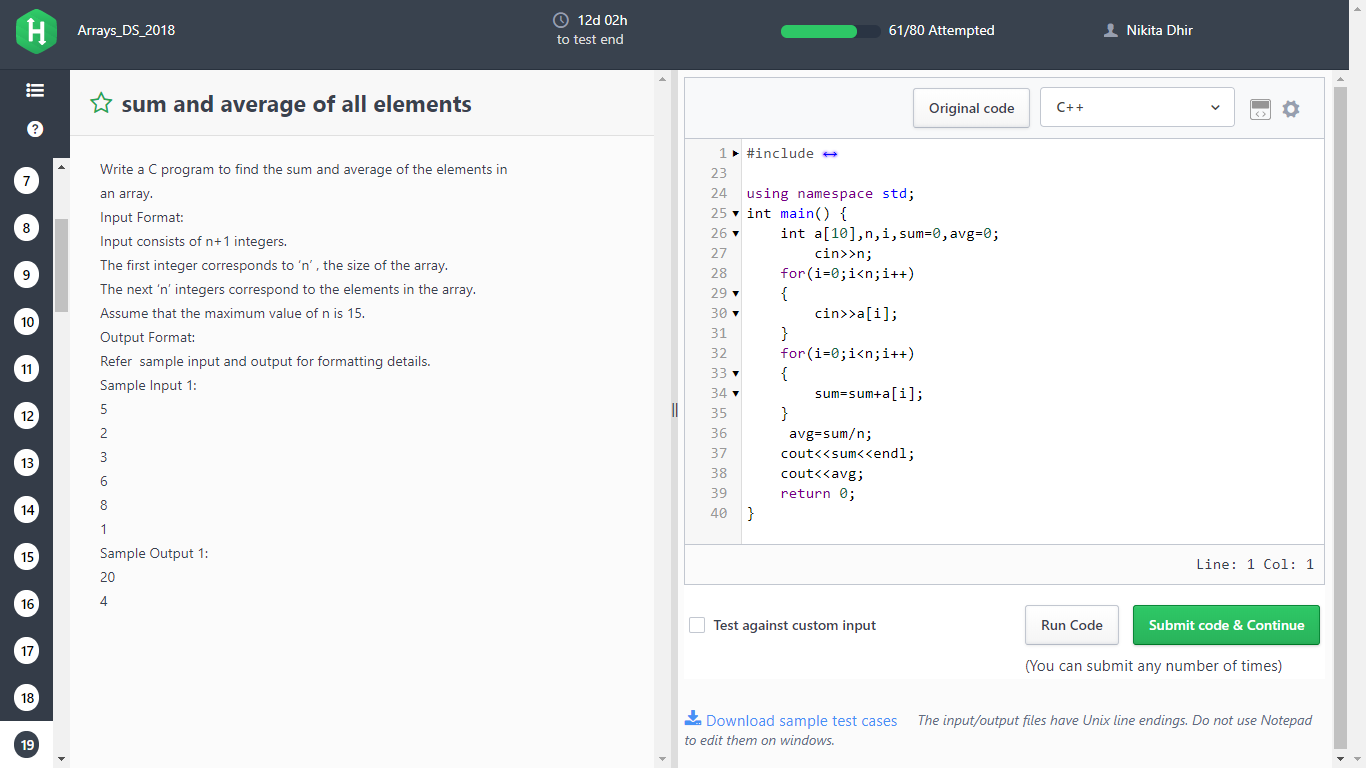 Arrays_DS_2018
12d 02h
to test end
61/80 Attempted
Nikita Dhir
?
7
8
9
10
11
12
13
14
15
16
17
18
19
sum and average of all elements
Write a C program to find the sum and average of the elements in
an array.
Input Format:
Input consists of n+1 integers.
The first integer corresponds to ‘n’ , the size of the array.
The next ‘n’ integers correspond to the elements in the array.
Assume that the maximum value of n is 15.
Output Format:
Refer  sample input and output for formatting details.
Sample Input 1:
5
2
3
6
8
1
Sample Output 1:
20
4
Original code
C++
1 #include
23
24 using namespace std;
25 int main() {
26     int a[10],n,i,sum=0,avg=0;
27         cin>>n;
28     for(i=0;i<n;i++)
29     {
30         cin>>a[i];
31     }
32     for(i=0;i<n;i++)
33     {
34         sum=sum+a[i];
35     }
36      avg=sum/n;
37     cout<<sum<<endl;
38     cout<<avg;
39     return 0;
40 }
Line: 1 Col: 1
Test against custom input
Run Code
Submit code & Continue
(You can submit any number of times)
Download sample test cases The input/output files have Unix line endings. Do not use Notepad
to edit them on windows.